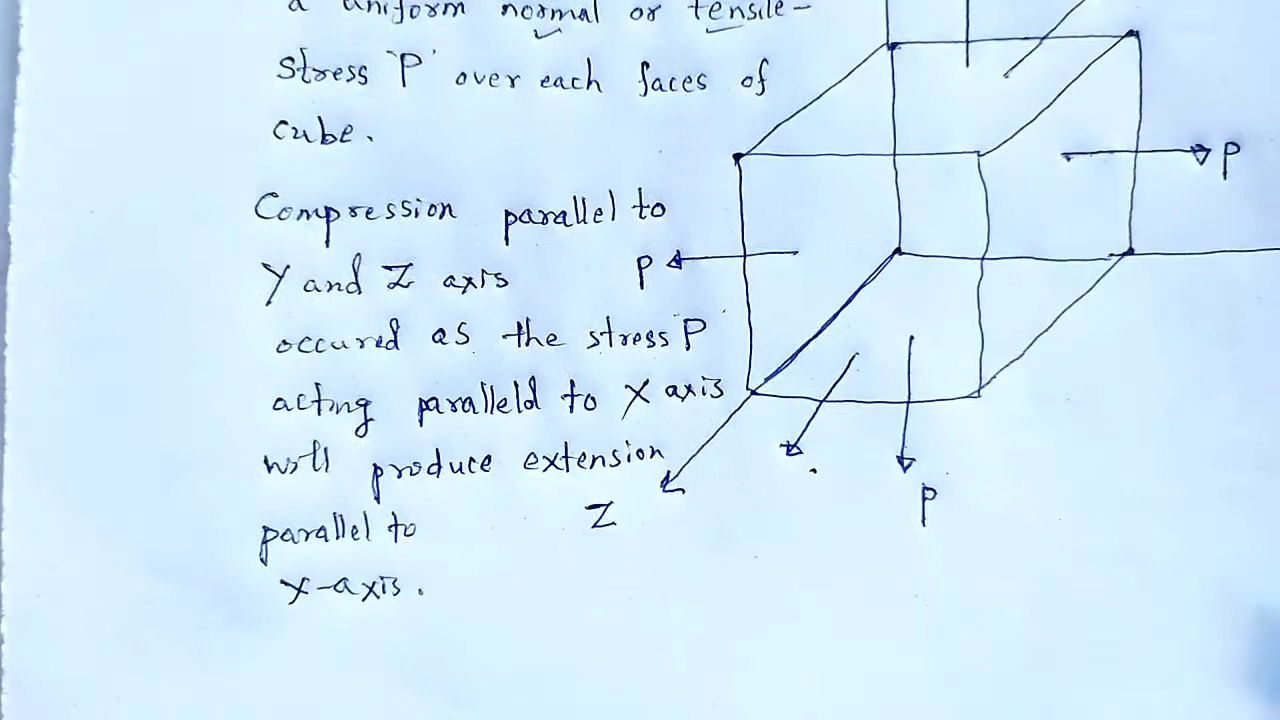 a uniform normal or tensile-
stress 'P' over each faces of
cube.
Compression parallel to
Y and Z axis
occured as the stress P
acting paralleld to X axis
will produce extension
parallel to
x-axis.
P
P
P
Z